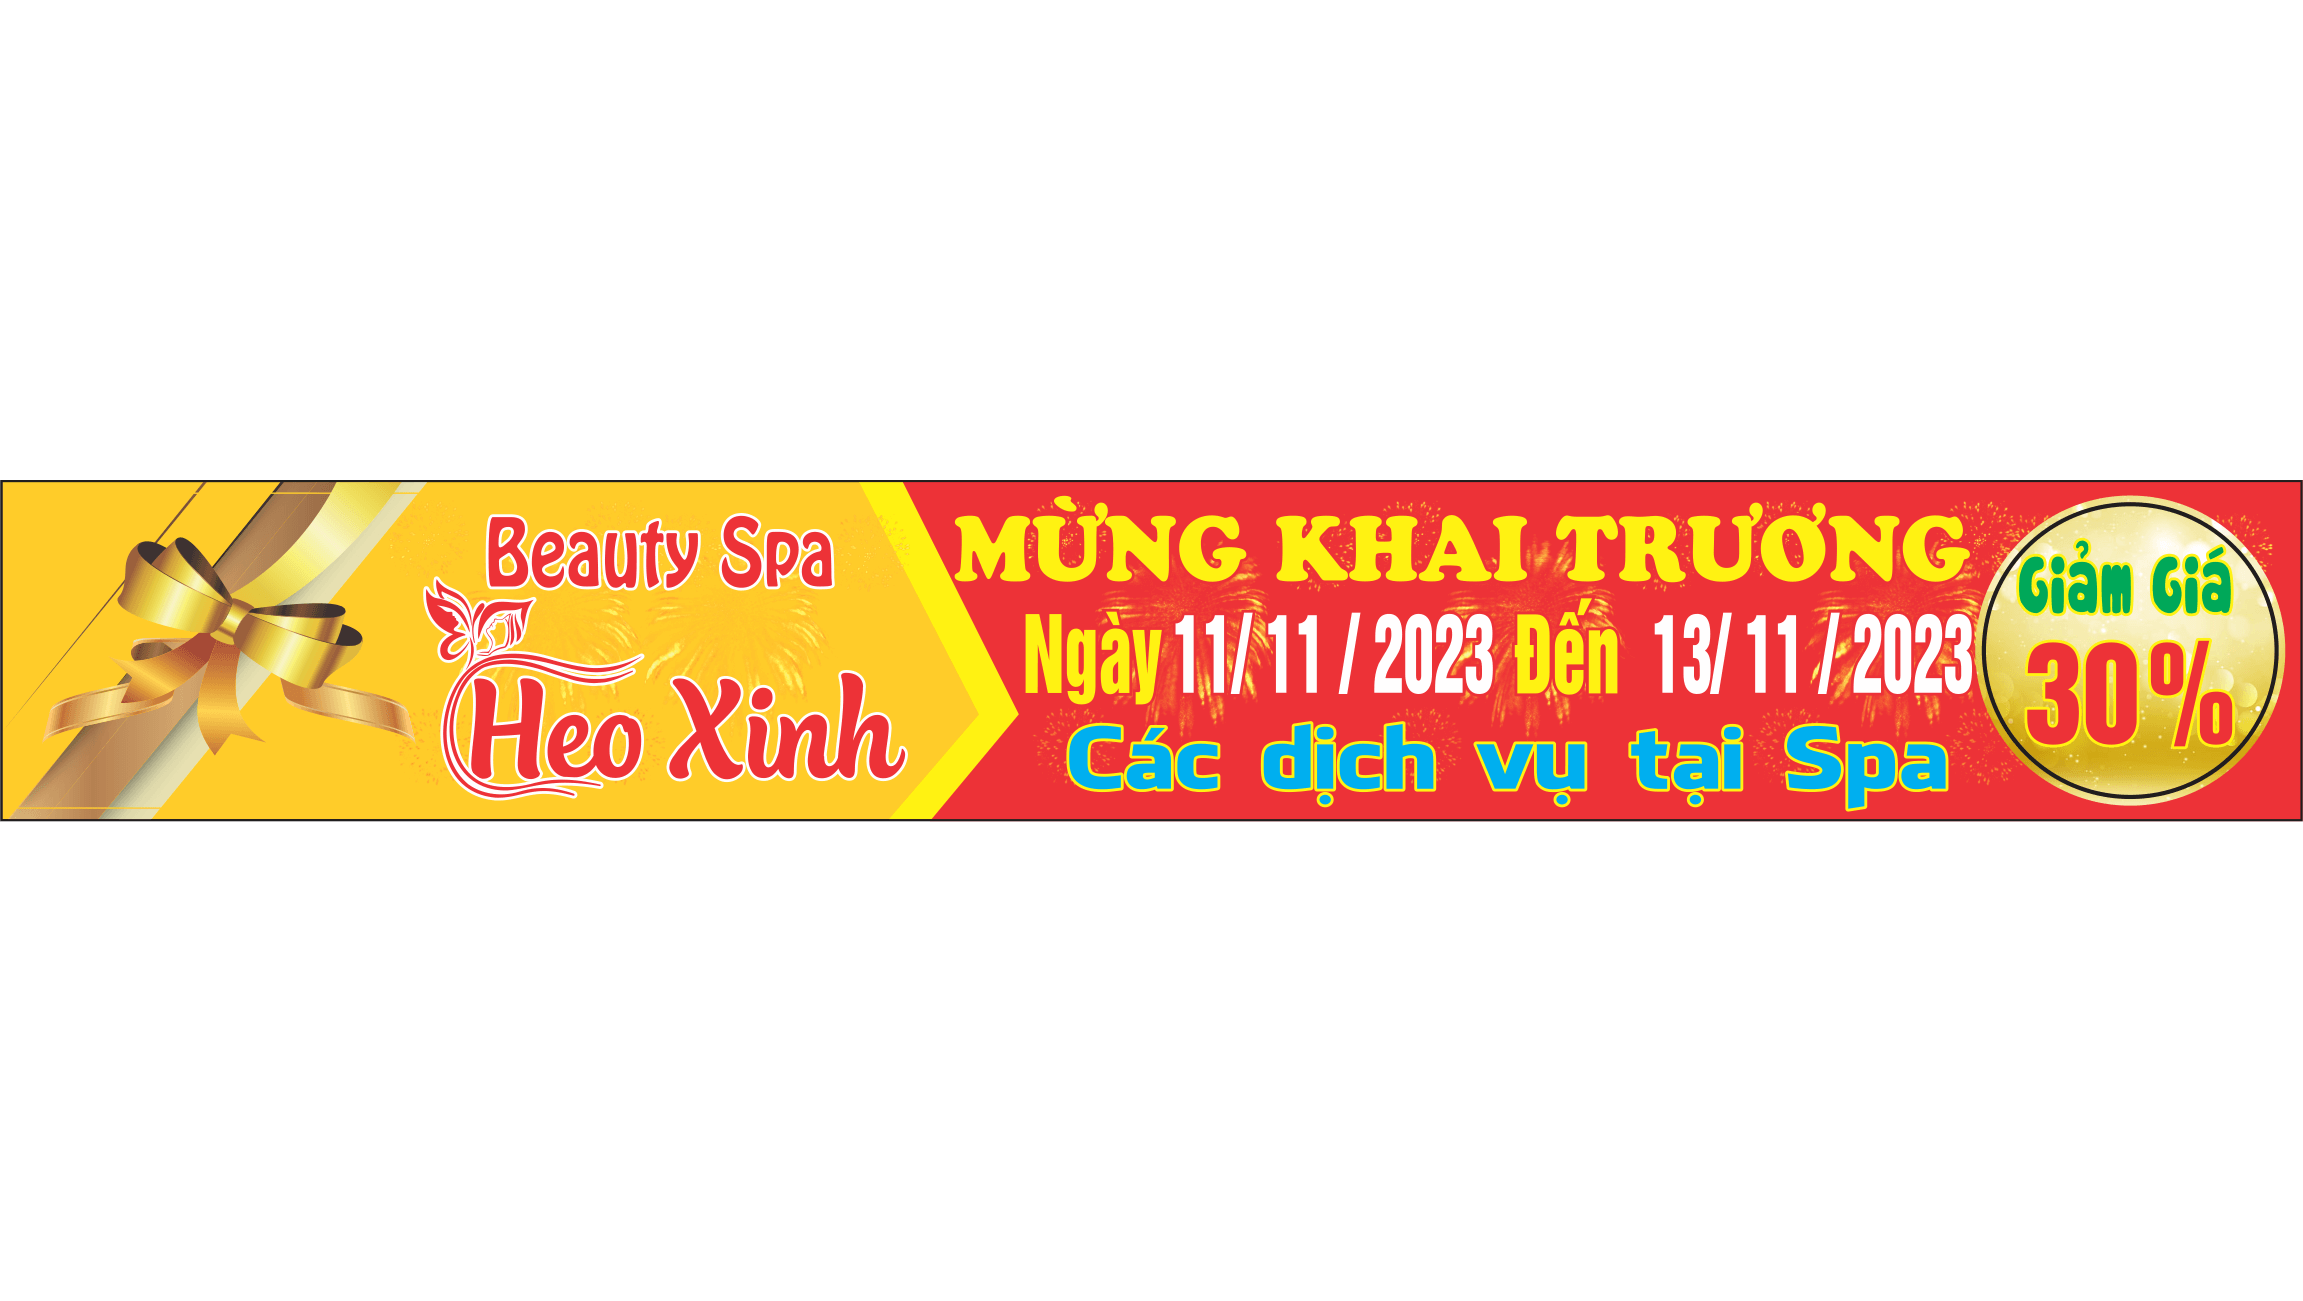 Beauty Spa
Heo Xinh
MỪNG KHAI TRƯƠNG
Ngày 11/ 11 / 2023 Đến 13/ 11 / 2023
Các dịch vụ tại Spa
Giảm Giá
30%